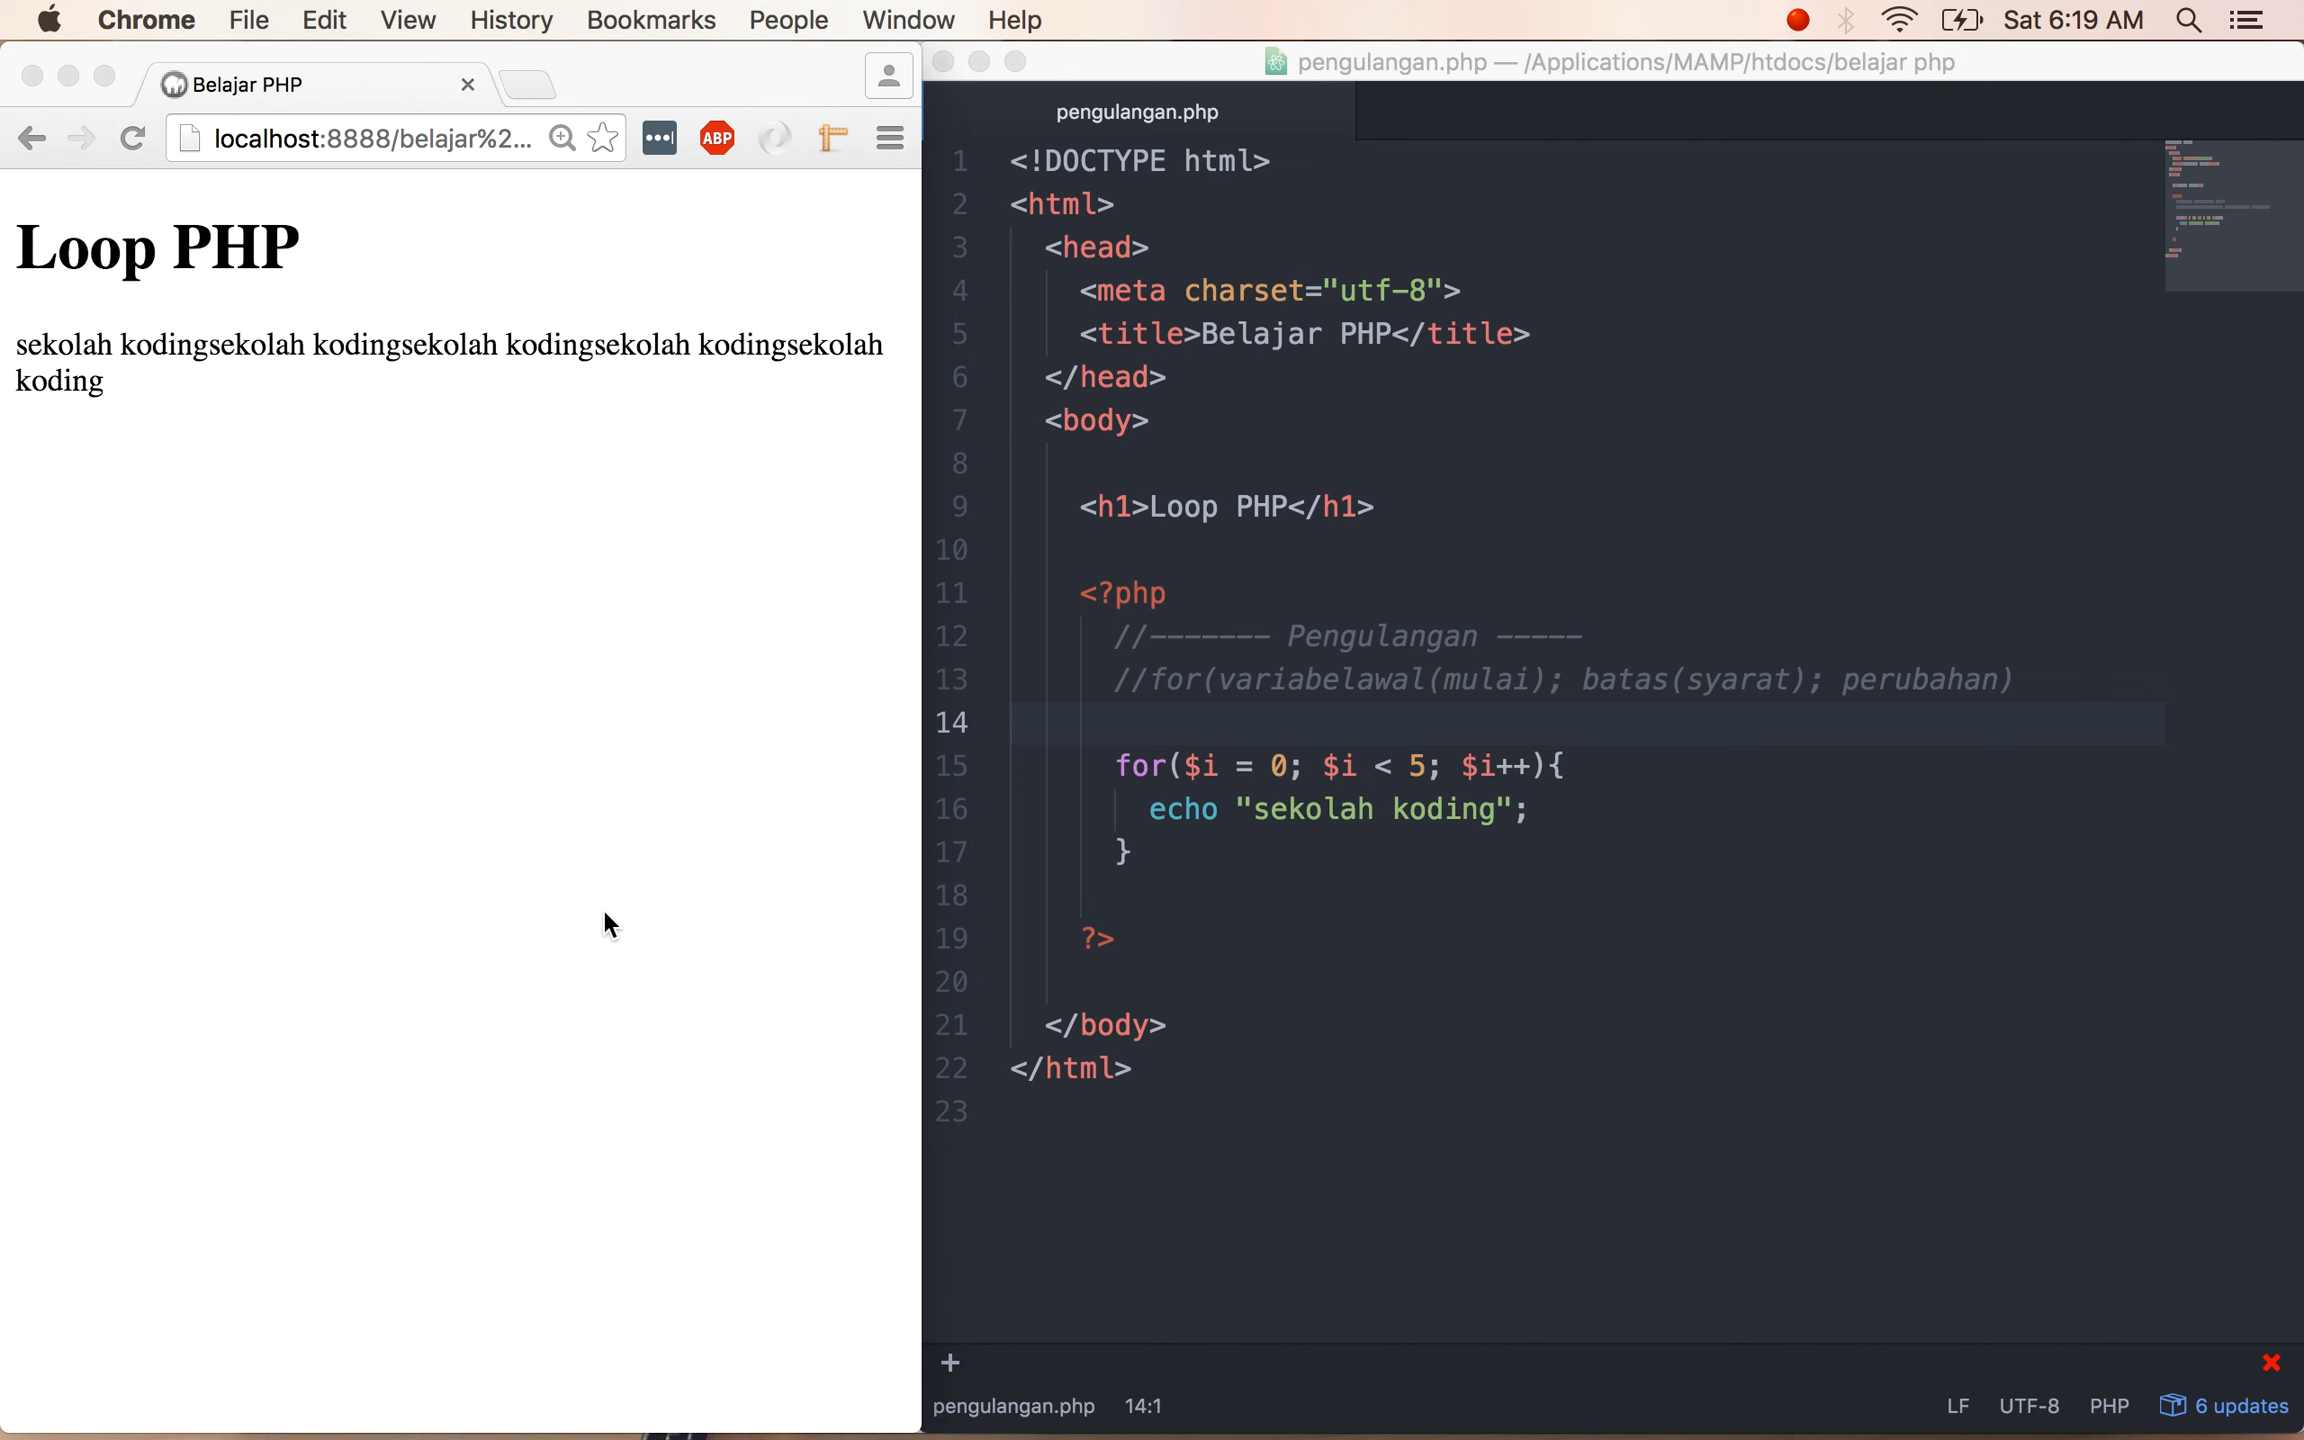 Chrome File Edit View History Bookmarks People Window Help Sat 6:19 AM
Belajar PHP
localhost:8888/belajar%2...
ABP
Loop PHP
sekolah kodingsekolah kodingsekolah kodingsekolah kodingsekolah
koding
pengulangan.php — /Applications/MAMP/htdocs/belajar php
pengulangan.php
1 <!DOCTYPE html>
2 <html>
3 <head>
4 <meta charset="utf-8">
5 <title>Belajar PHP</title>
6 </head>
7 <body>
8
9 <h1>Loop PHP</h1>
10
11 <?php
12 //------- Pengulangan -----
13 //for(variabelawal(mulai); batas(syarat); perubahan)
14
15 for($i = 0; $i < 5; $i++){
16 echo "sekolah koding";
17 }
18
19 ?>
20
21 </body>
22 </html>
23
pengulangan.php 14:1 LF UTF-8 PHP 6 updates